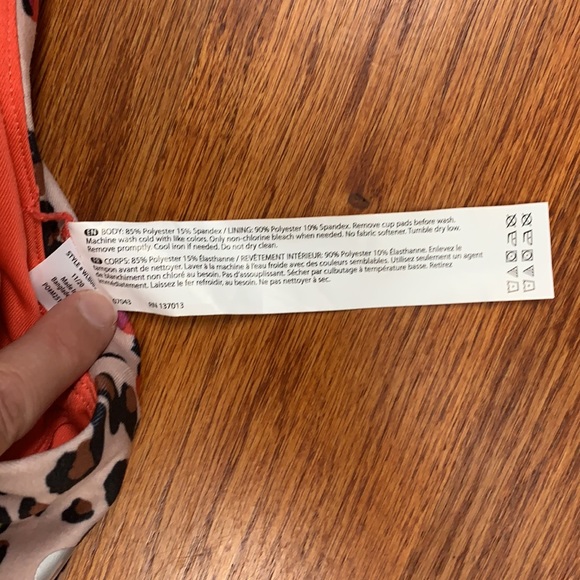 EN BODY: 85% Polyester 15% Spandex / LINING: 90% Polyester 10% Spandex. Remove cup pads before wash.
Machine wash cold with like colors. Only non-chlorine bleach when needed. No fabric softener. Tumble dry low.
Remove promptly. Cool iron if needed. Do not dry clean.
FR CORPS: 85% Polyester 15% Élasthanne / REVÊTEMENT INTÉRIEUR: 90% Polyester 10% Élasthanne. Enlevez le
tampon avant de nettoyer. Laver à la machine à l'eau froide avec des couleurs semblables. Utilisez seulement un agent
de blanchiment non chloré au besoin. Pas d'assouplissant. Sécher par culbutage à température basse. Retirez
immédiatement. Laissez le fer refroidir, au besoin. Ne pas nettoyer à sec.
07043 RN 137013
STYLE #
Made